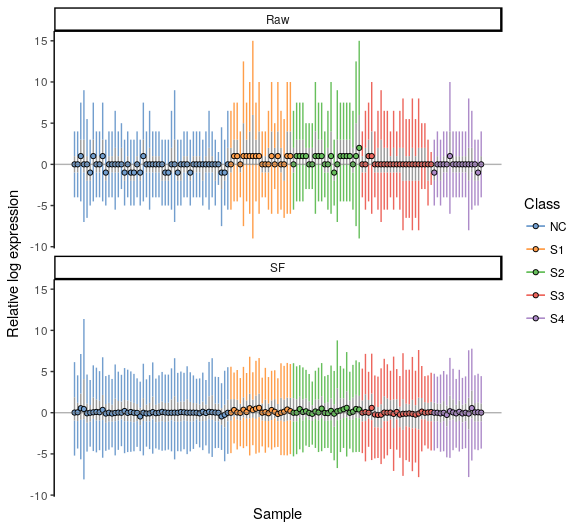 Raw
15
10
5
0
-5
-10
SF
15
10
5
0
-5
-10
Relative log expression
Sample
Class
NC
S1
S2
S3
S4